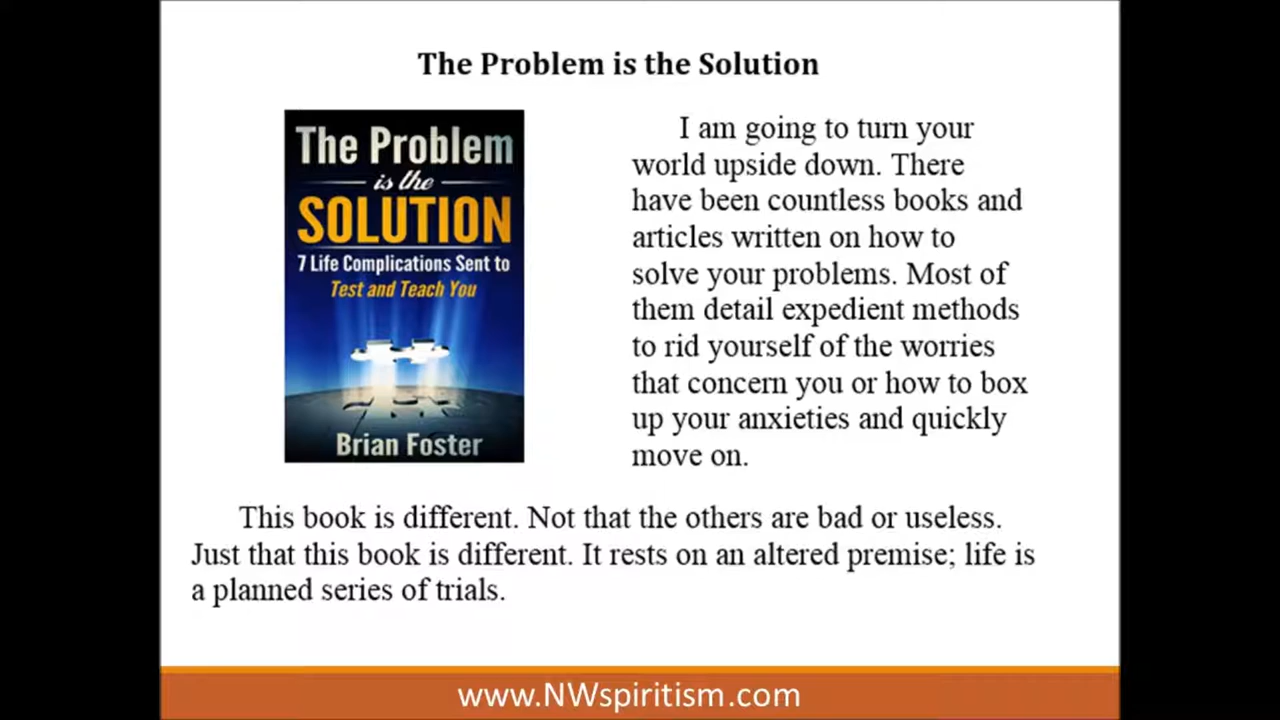 The Problem is the Solution
The Problem
is the
SOLUTION
7 Life Complications Sent to
Test and Teach You
Brian Foster
I am going to turn your
world upside down. There
have been countless books and
articles written on how to
solve your problems. Most of
them detail expedient methods
to rid yourself of the worries
that concern you or how to box
up your anxieties and quickly
move on.
This book is different. Not that the others are bad or useless.
Just that this book is different. It rests on an altered premise; life is
a planned series of trials.
www.NWspiritism.com